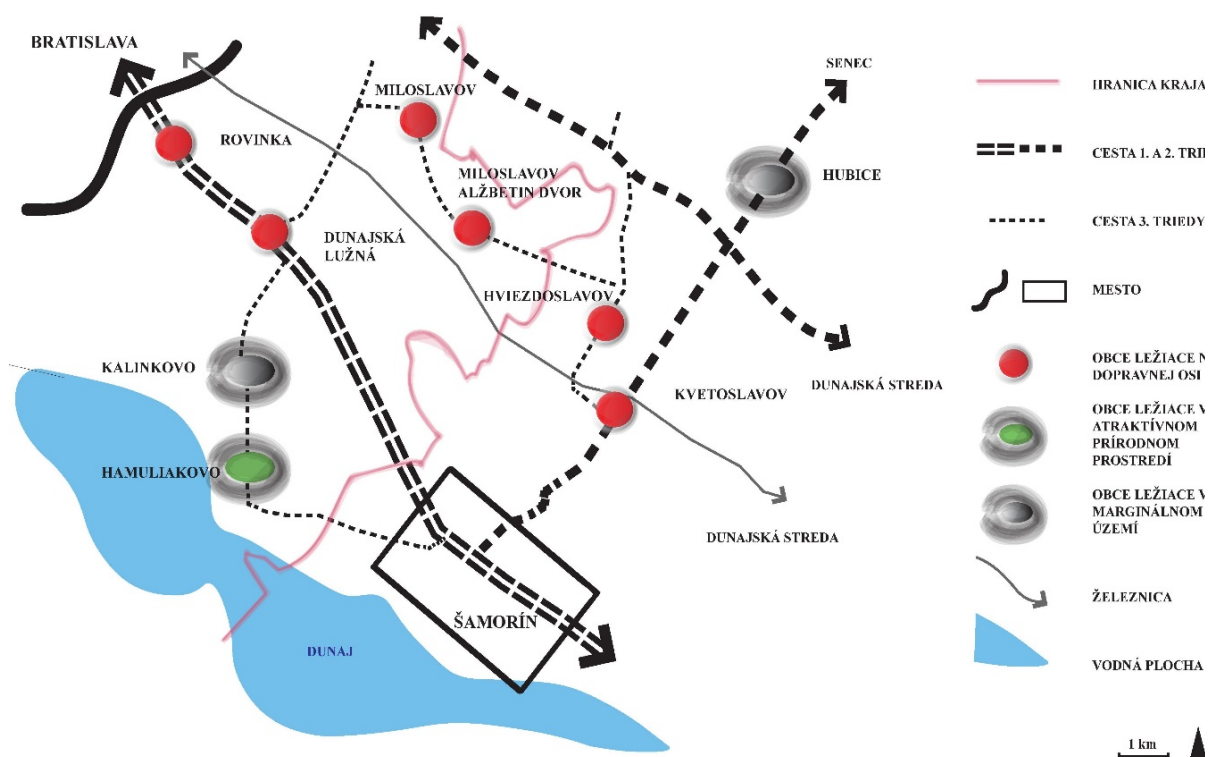 BRATISLAVA
ROVINKA
MILOSLAVOV
MILOSLAVOV
ALŽBETIN DVOR
SENEC
HUBICE
DUNAJSKÁ
LUŽNÁ
HVIEZDOSLAVOV
KALINKOVO
KVETOSLAVOV
DUNAJSKÁ STREDA
HAMULIAKOVO
DUNAJSKÁ STREDA
ŠAMORÍN
DUNAJ
HRANICA KRAJA
CESTA 1. A 2. TRIE
CESTA 3. TRIEDY
MESTO
OBCE LEŽIACE N
DOPRAVNEJ OSI
OBCE LEŽIACE V
ATRAKTÍVNOM
PRÍRODNOM
PROSTREDÍ
OBCE LEŽIACE V
MARGINÁLNOM
ÚZEMÍ
ŽELEZNICA
VODNÁ PLOCHA
1 km